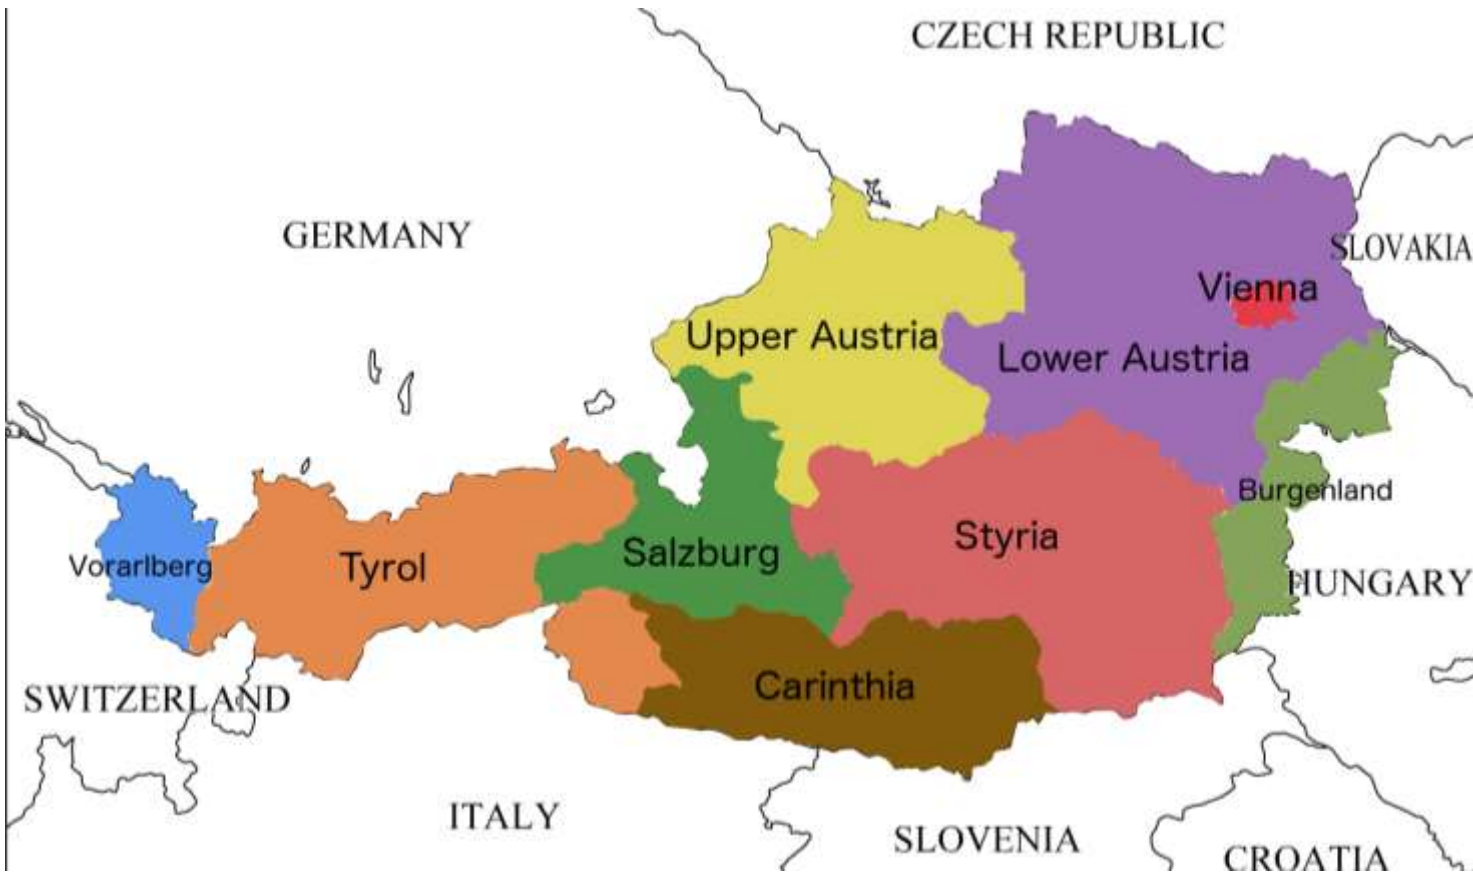 CZECH REPUBLIC
GERMANY
SLOVAKIA
Vienna
Upper Austria
Lower Austria
Burgenland
Styria
Salzburg
Vorarlberg
Tyrol
HUNGARY
Carinthia
SWITZERLAND
ITALY
SLOVENIA
CROATIA